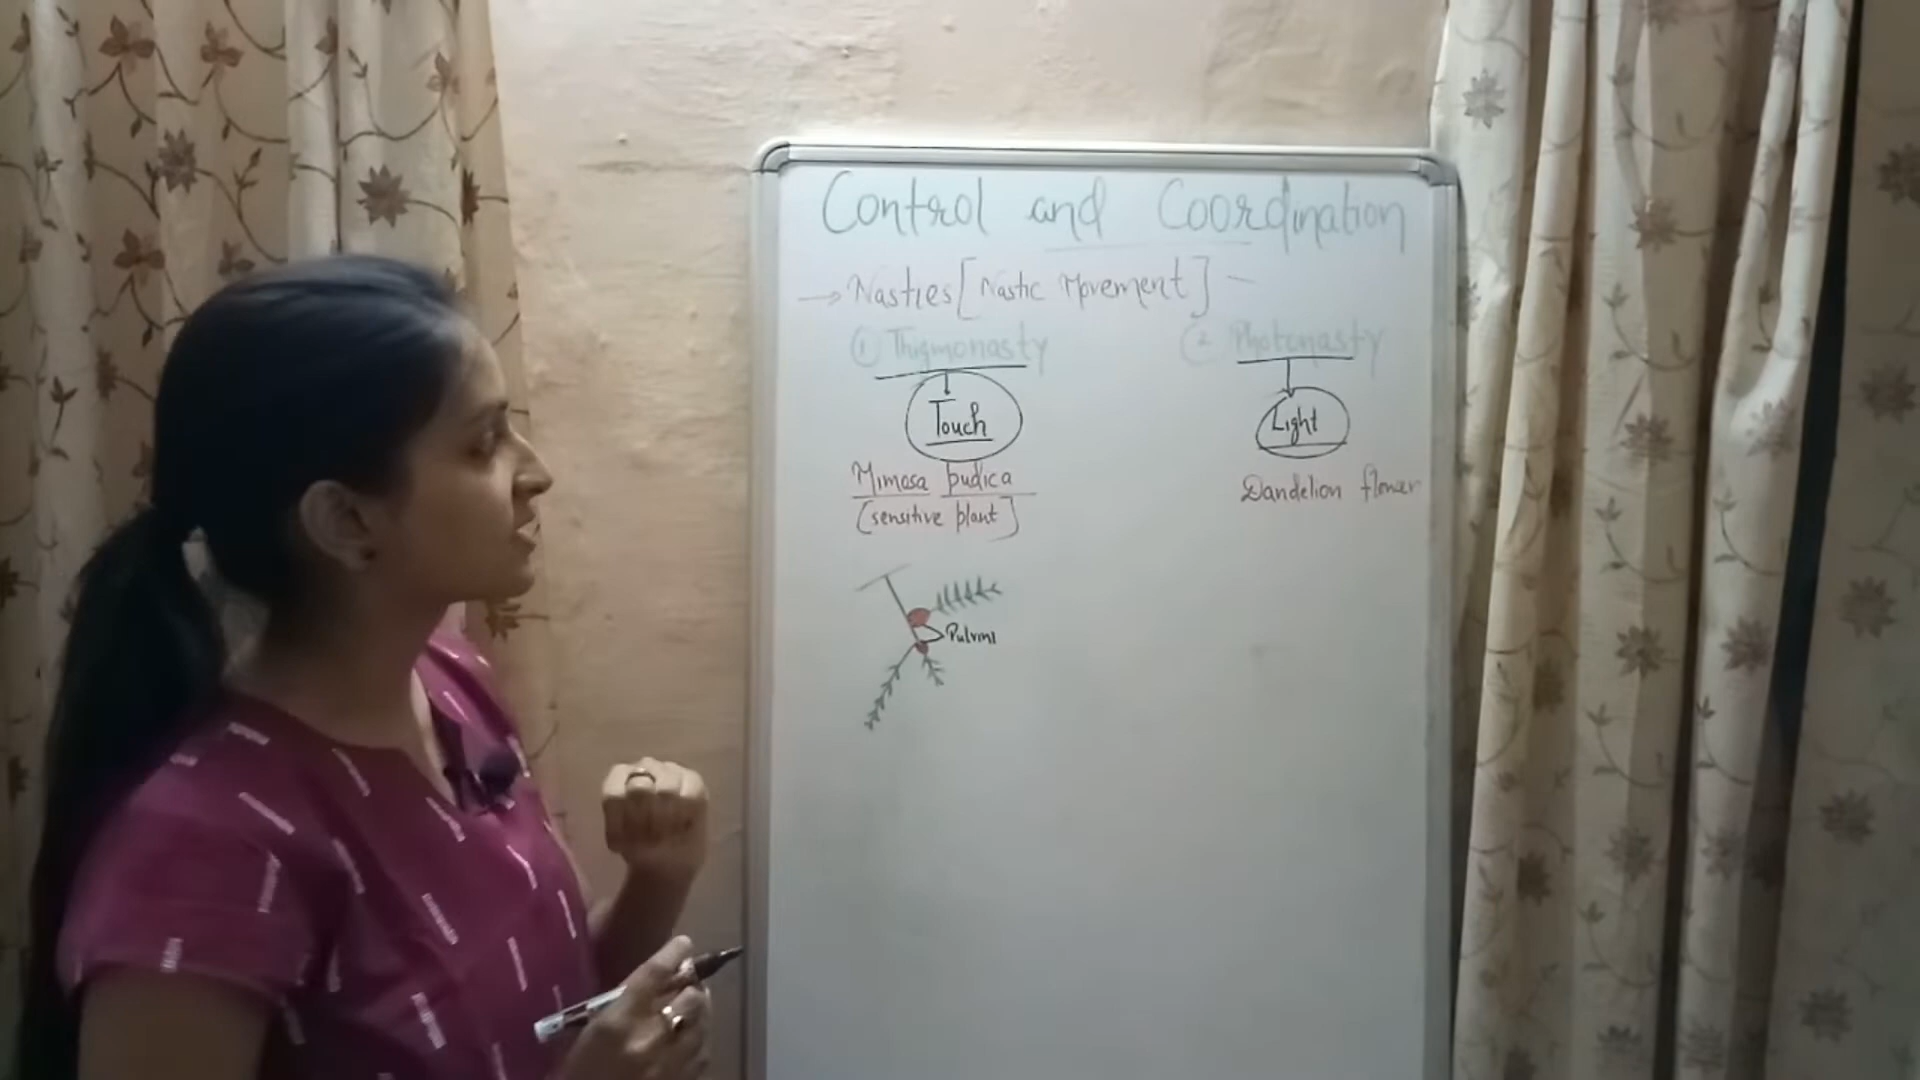 Control and Coordination
→ Nasties [Nastic Movement] -
① Thigmonasty
② Photonasty
Touch
Light
Mimosa pudica
[sensitive plant]
Dandelion flower
Pulvini